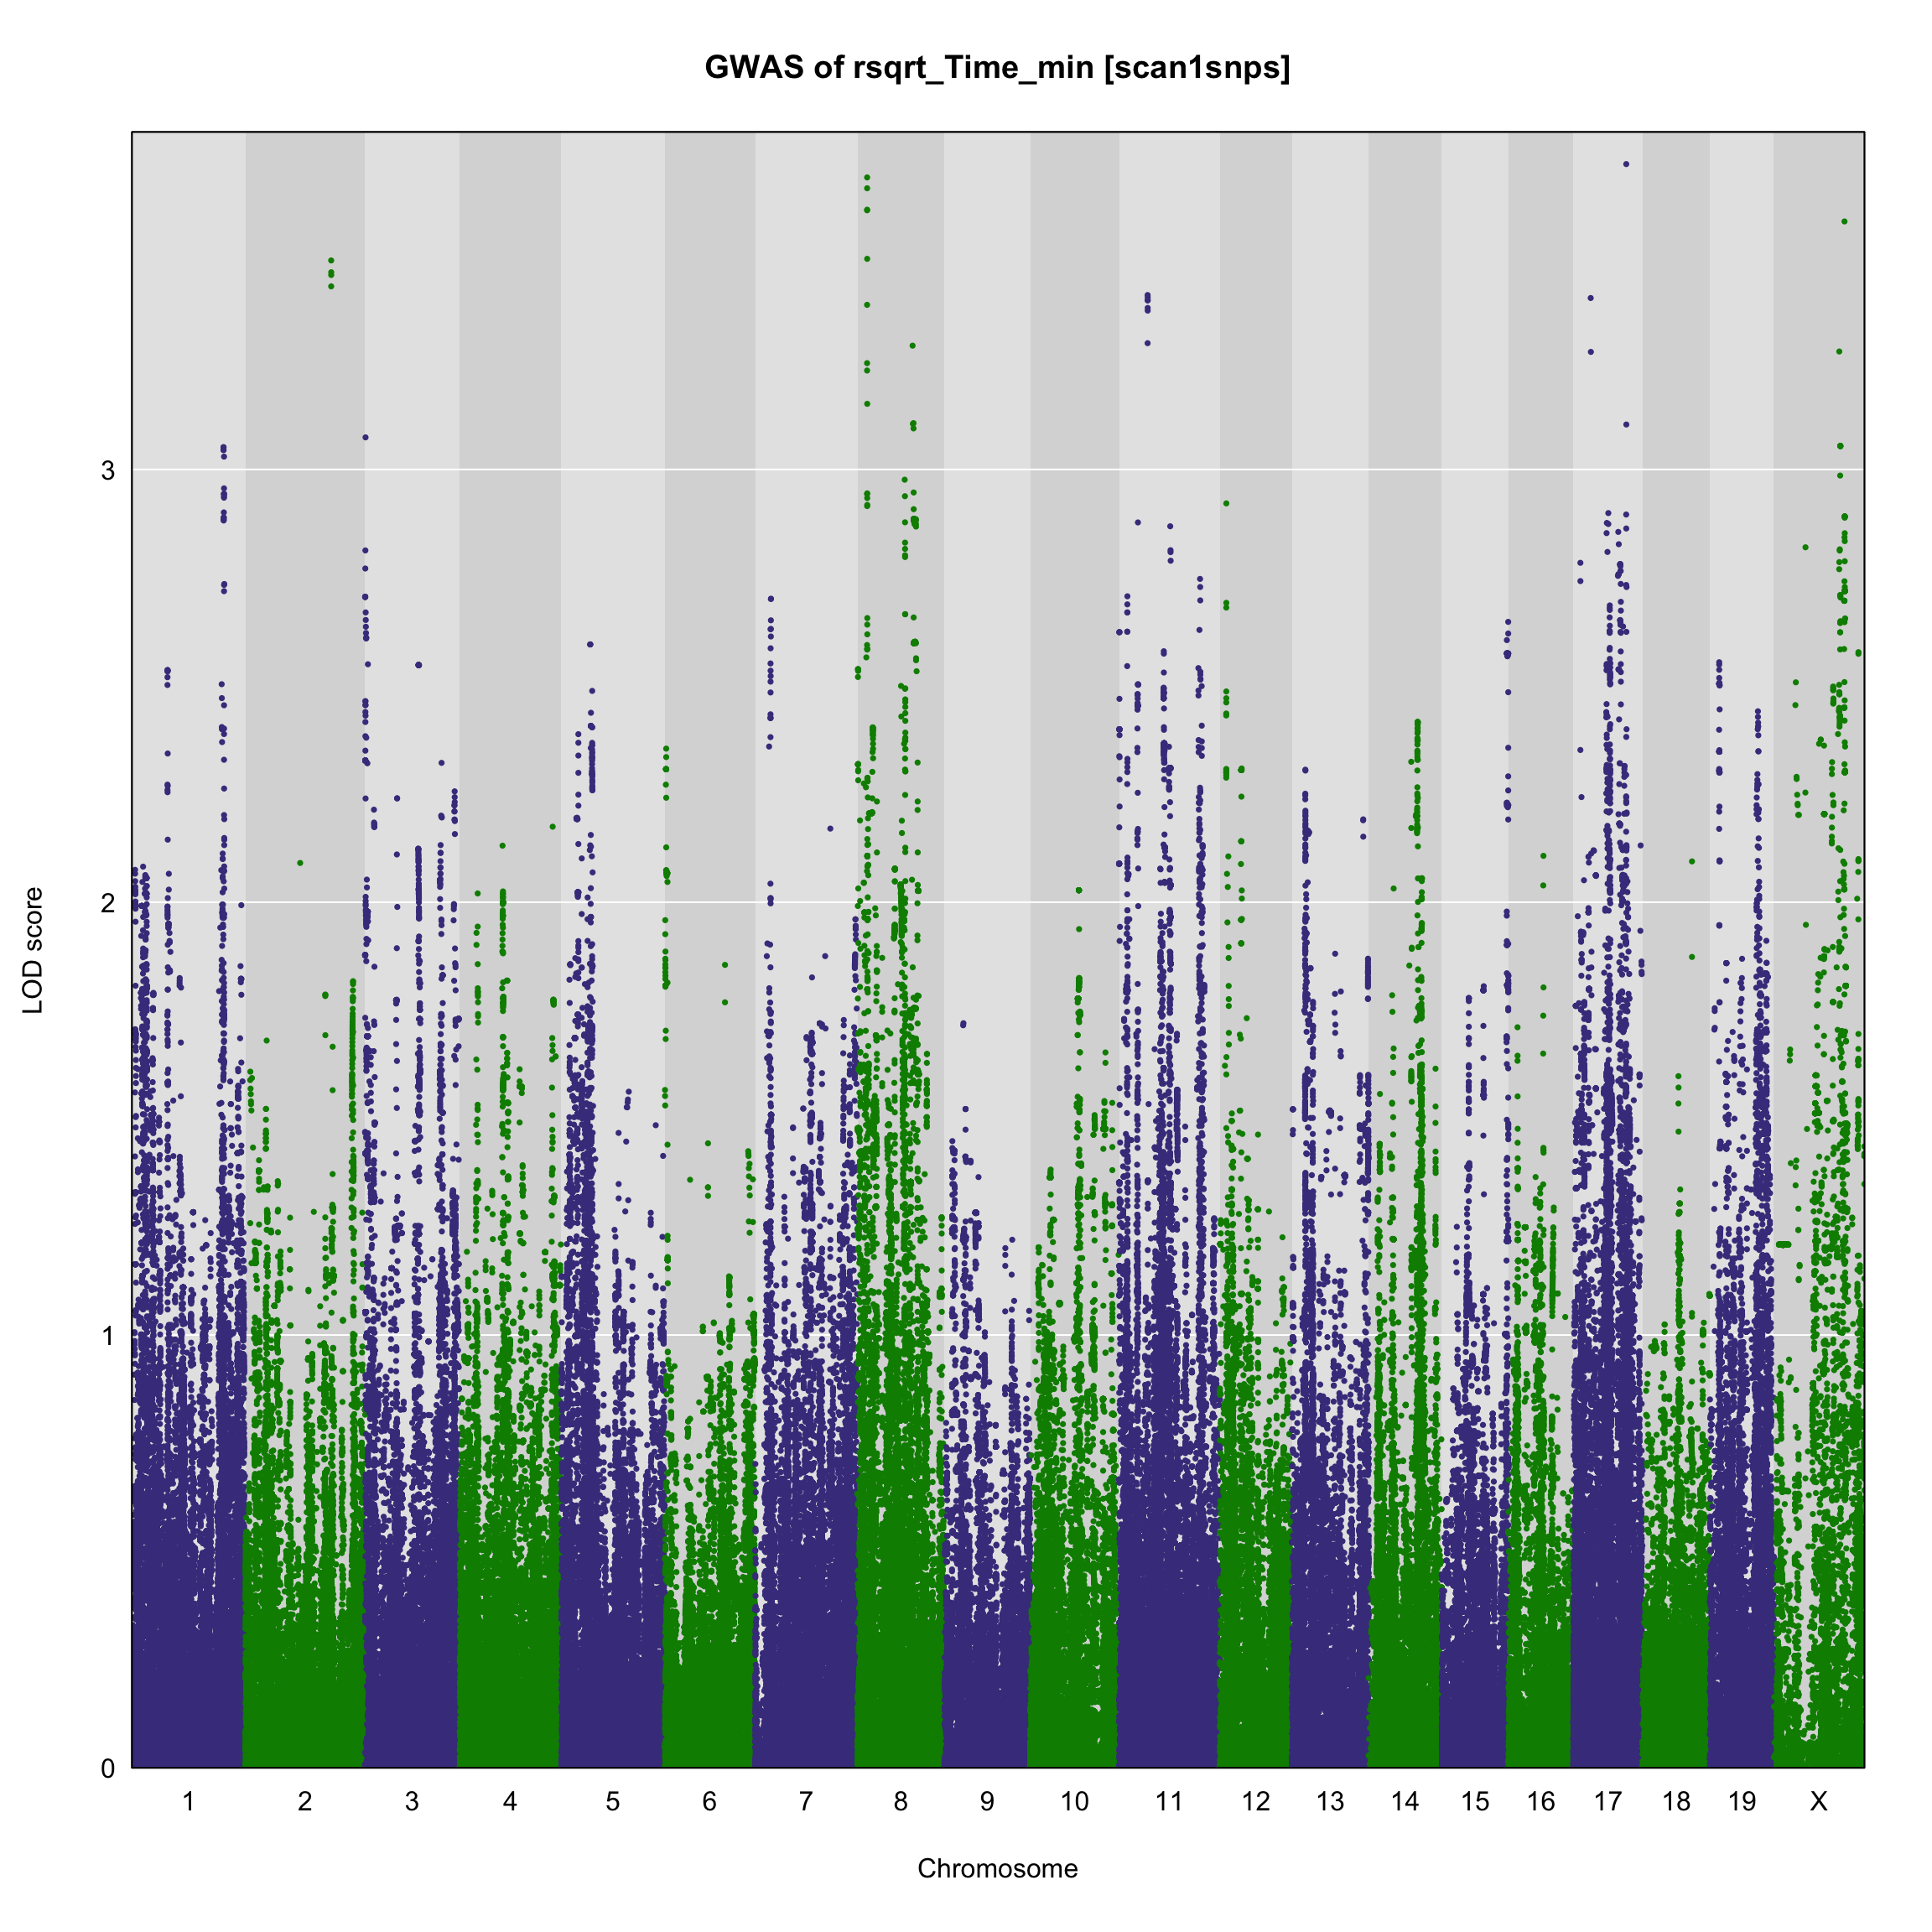 GWAS of rsqrt_Time_min [scan1snps]
LOD score
3
2
1
0
1 2 3 4 5 6 7 8 9 10 11 12 13 14 15 16 17 18 19 X
Chromosome